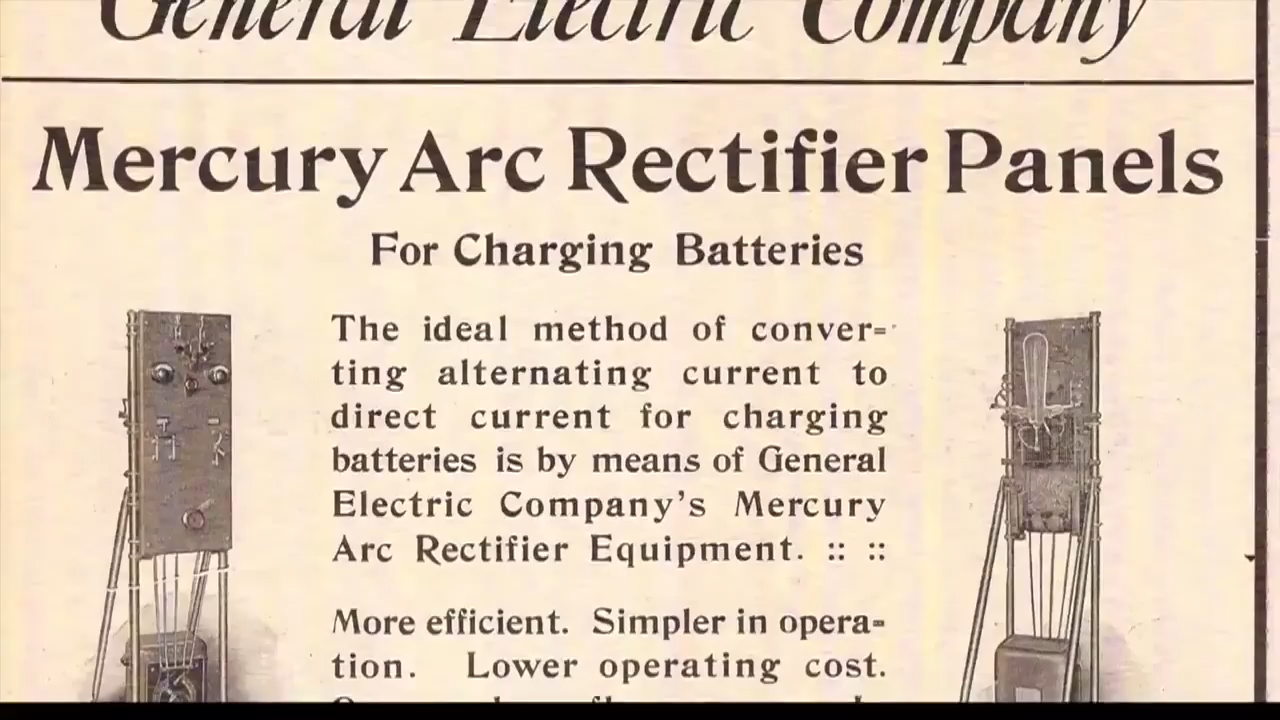 General Electric Company
Mercury Arc Rectifier Panels
For Charging Batteries
The ideal method of conver-
ting alternating current to
direct current for charging
batteries is by means of General
Electric Company's Mercury
Arc Rectifier Equipment. :: ::
More efficient. Simpler in opera-
tion. Lower operating cost.